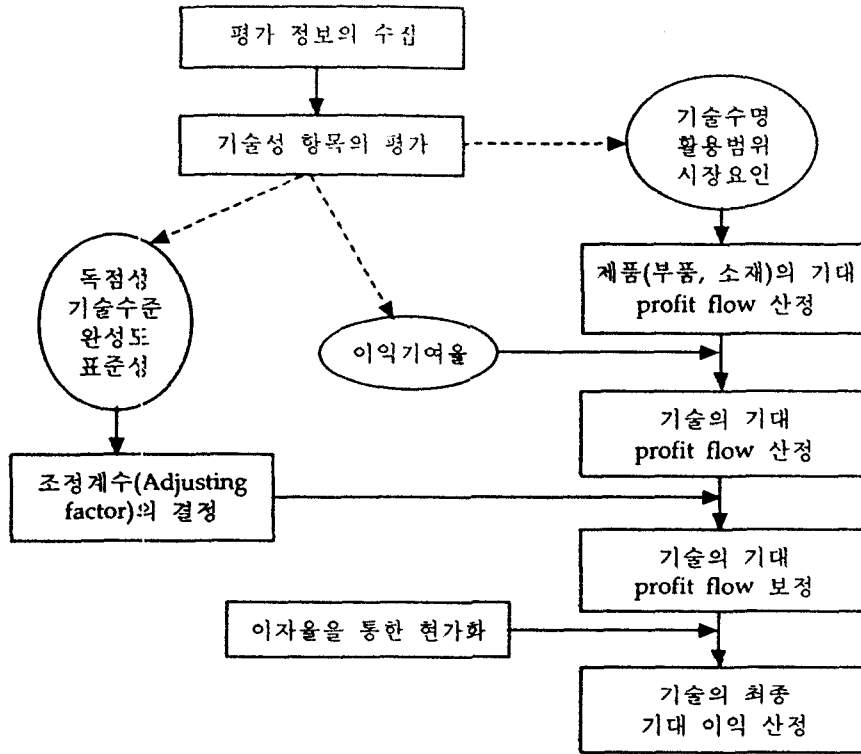 평가 정보의 수집
기술성 항목의 평가
기술수명
활용범위
시장요인
독점성
기술수준
완성도
표준성
이익기여율
제품(부품, 소재)의 기대
profit flow 산정
기술의 기대
profit flow 산정
조정계수(Adjusting
factor)의 결정
기술의 기대
profit flow 보정
이자율을 통한 현가화
기술의 최종
기대 이익 산정